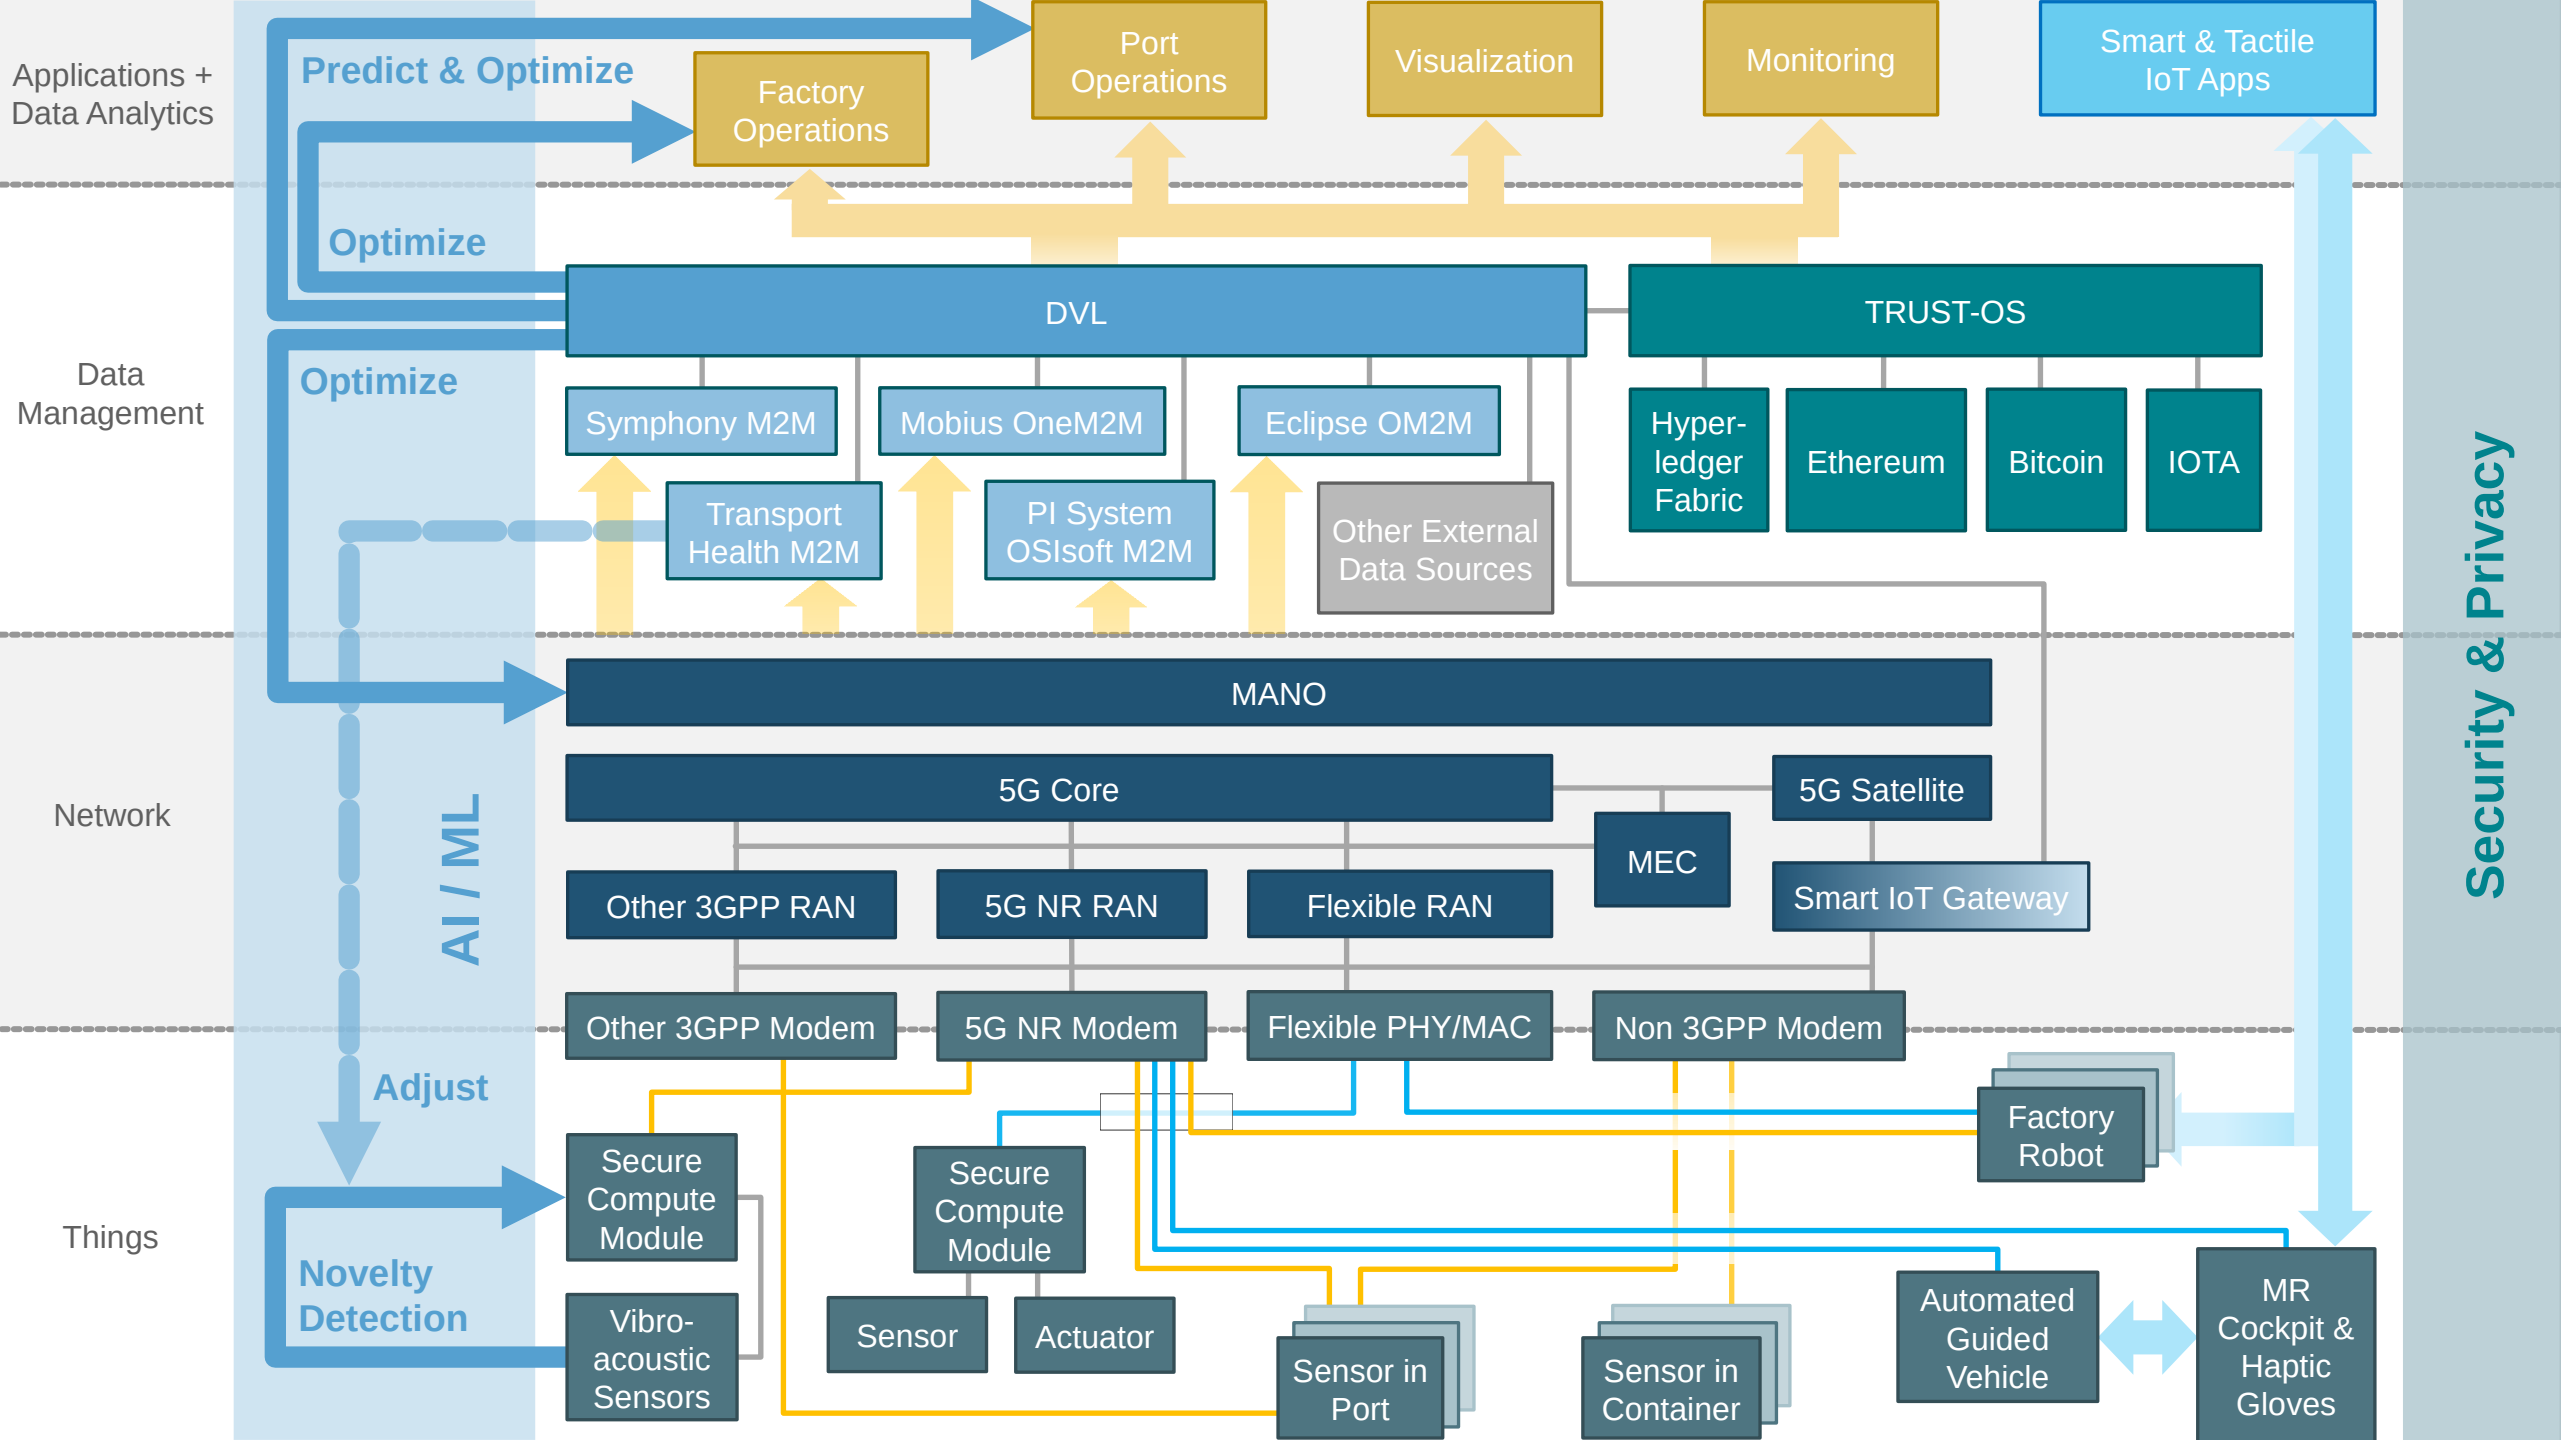 Applications +
Data Analytics
Predict & Optimize
Factory
Operations
Port
Operations
Visualization
Monitoring
Smart & Tactile
IoT Apps
Data
Management
Optimize
Optimize
DVL
TRUST-OS
Symphony M2M
Mobius OneM2M
Eclipse OM2M
Transport
Health M2M
PI System
OSIsoft M2M
Other External
Data Sources
Hyper-
ledger
Fabric
Ethereum
Bitcoin
IOTA
Security & Privacy
Network
AI / ML
MANO
5G Core
5G Satellite
MEC
Other 3GPP RAN
5G NR RAN
Flexible RAN
Smart IoT Gateway
Other 3GPP Modem
5G NR Modem
Flexible PHY/MAC
Non 3GPP Modem
Things
Adjust
Novelty
Detection
Secure
Compute
Module
Vibro-
acoustic
Sensors
Secure
Compute
Module
Sensor
Actuator
Factory
Robot
Sensor in
Port
Sensor in
Container
Automated
Guided
Vehicle
MR
Cockpit &
Haptic
Gloves